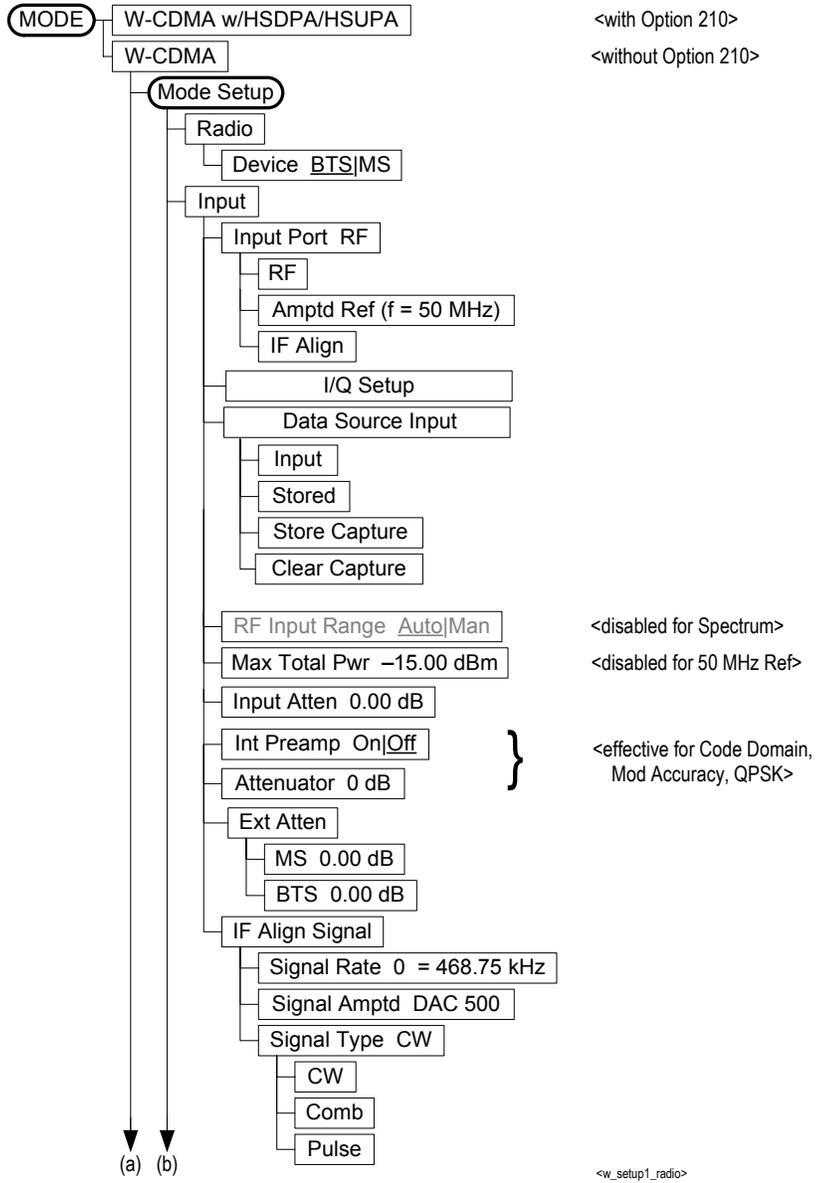 MODE W-CDMA w/HSDPA/HSUPA <with Option 210>
W-CDMA <without Option 210>
Mode Setup
Radio
Device BTS|MS
Input
Input Port RF
RF
Amptd Ref (f = 50 MHz)
IF Align
I/Q Setup
Data Source Input
Input
Stored
Store Capture
Clear Capture
RF Input Range Auto|Man <disabled for Spectrum>
Max Total Pwr –15.00 dBm <disabled for 50 MHz Ref>
Input Atten 0.00 dB
Int Preamp On|Off } <effective for Code Domain,
Attenuator 0 dB Mod Accuracy, QPSK>
Ext Atten
MS 0.00 dB
BTS 0.00 dB
IF Align Signal
Signal Rate 0 = 468.75 kHz
Signal Amptd DAC 500
Signal Type CW
CW
Comb
Pulse
(a) (b) <w_setup1_radio>